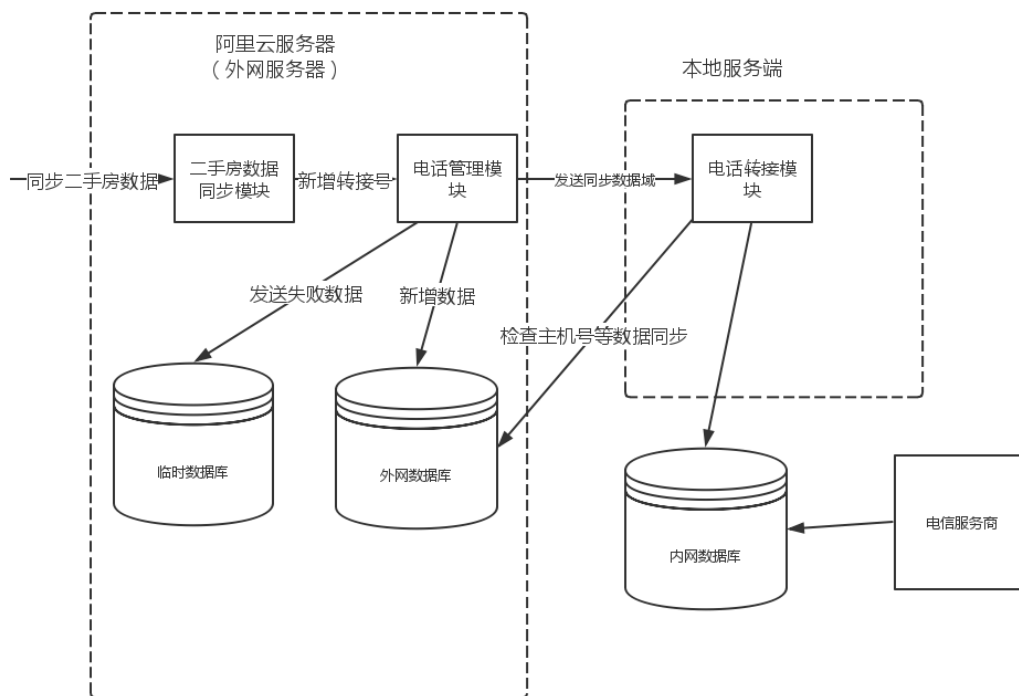 阿里云服务器
（外网服务器）
本地服务端
同步二手房数据
二手房数据
同步模块
新增转接号
电话管理模
块
发送同步数据域
电话转接模
块
发送失败数据
新增数据
检查主机号等数据同步
临时数据库
外网数据库
内网数据库
电信服务商